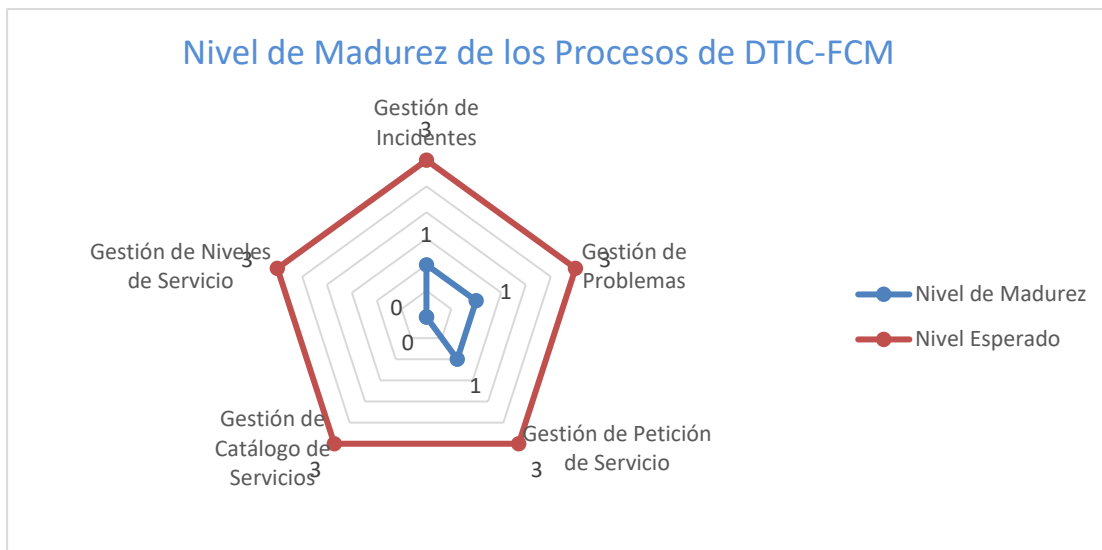 Nivel de Madurez de los Procesos de DTIC-FCM
Gestión de
Incidentes
3
1
Gestión de
Problemas
3
1
Gestión de Niveles
de Servicio
3
0
0
1
Nivel de Madurez
Nivel Esperado
Gestión de
Catálogo de
Servicios
3
Gestión de Petición
de Servicio
3